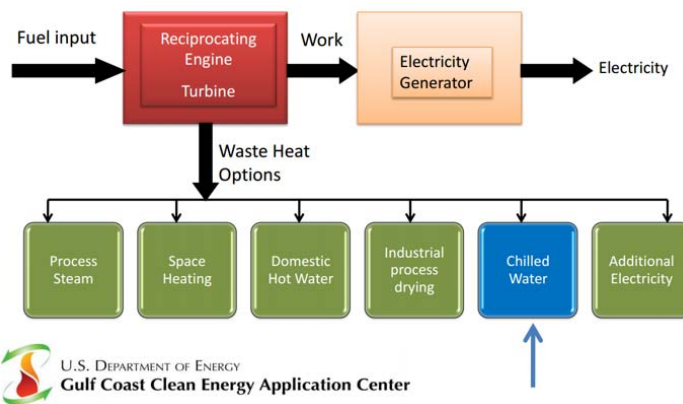 Fuel input
Reciprocating
Engine
Turbine
Work
Electricity
Generator
Electricity
Waste Heat
Options
Process
Steam
Space
Heating
Domestic
Hot Water
Industrial
process
drying
Chilled
Water
Additional
Electricity
U.S. DEPARTMENT OF ENERGY
Gulf Coast Clean Energy Application Center